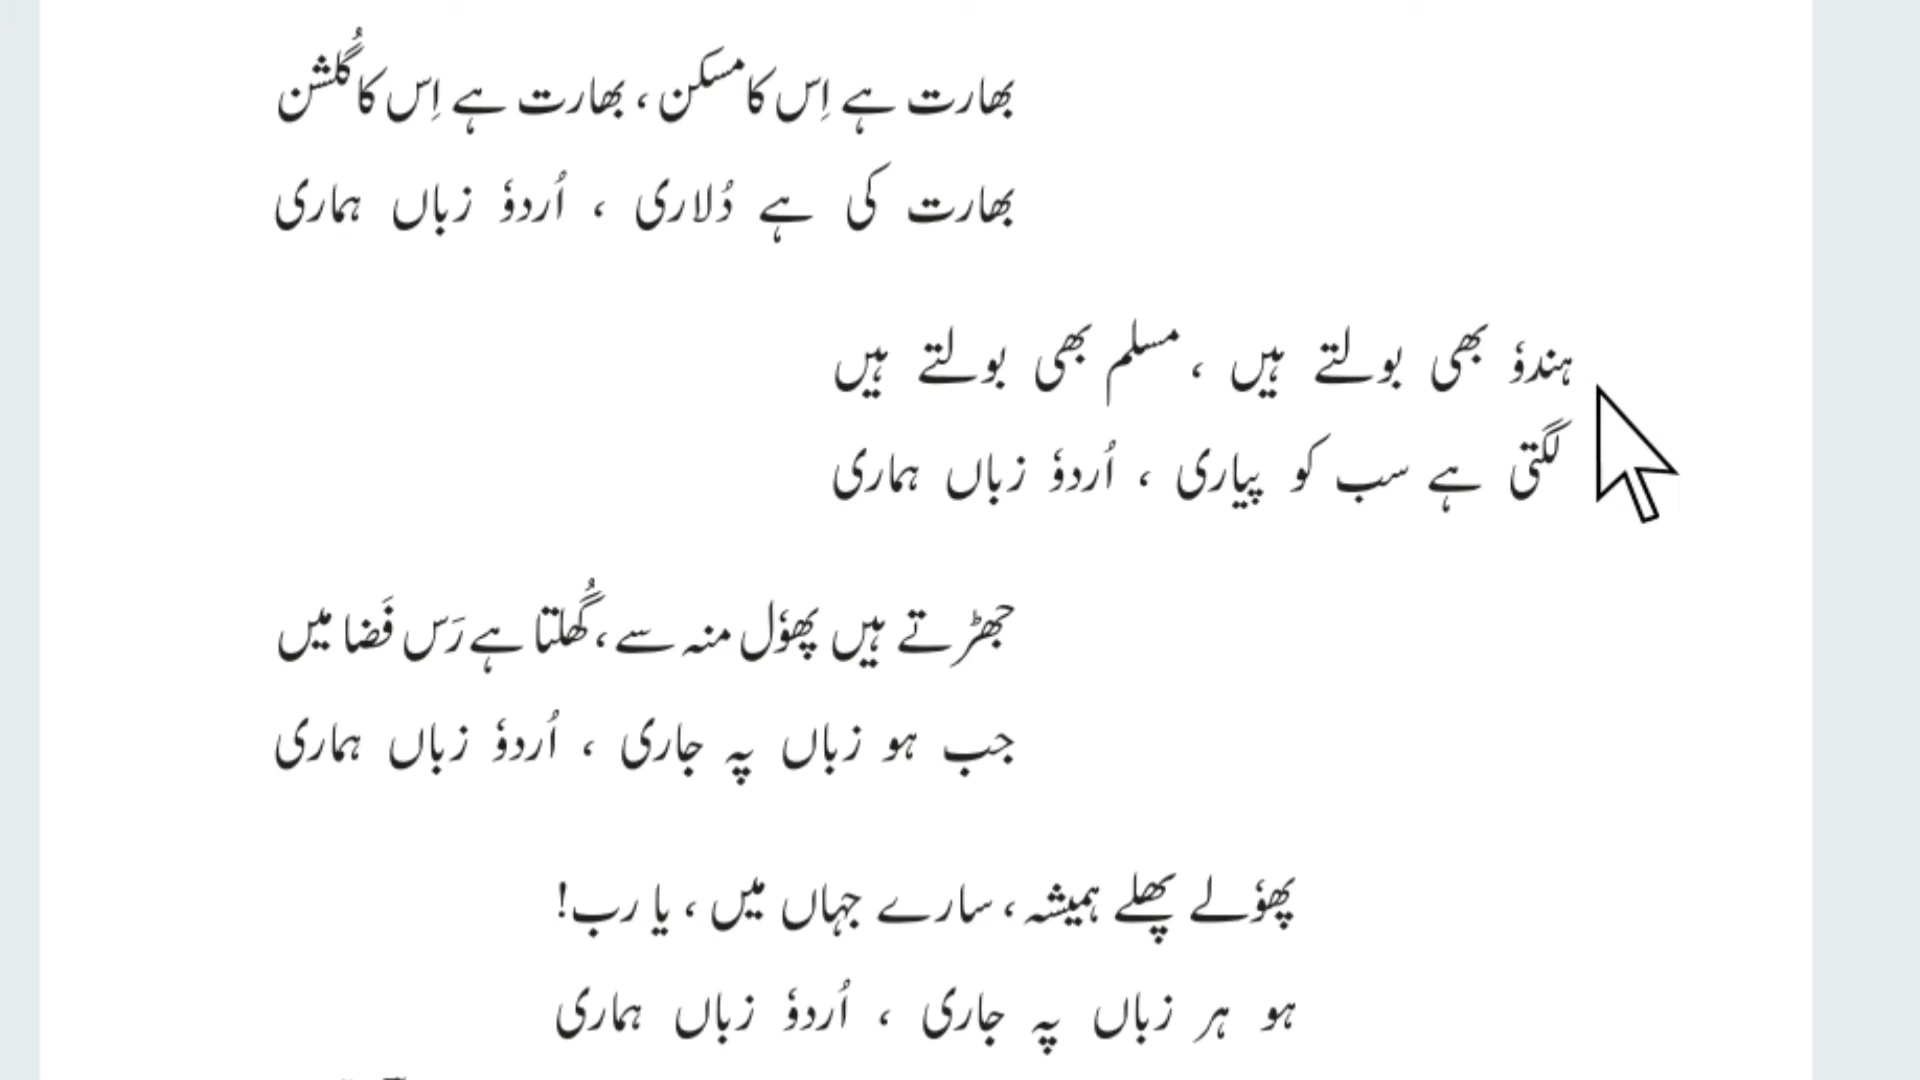 بھارت ہے اِس کا مسکن ، بھارت ہے اِس کا گُلشن
بھارت کی ہے دُلاری ، اُردوٗ زباں ہماری
ہندوٗ بھی بولتے ہیں ، مسلم بھی بولتے ہیں
لگتی ہے سب کو پیاری ، اُردوٗ زباں ہماری
جھڑتے ہیں پھوٗل منہ سے ، گُھلتا ہے رَس فَضا میں
جب ہو زباں پہ جاری ، اُردوٗ زباں ہماری
پھوٗلے پھلے ہمیشہ ، سارے جہاں میں ، یا رب!
ہو ہر زباں پہ جاری ، اُردوٗ زباں ہماری